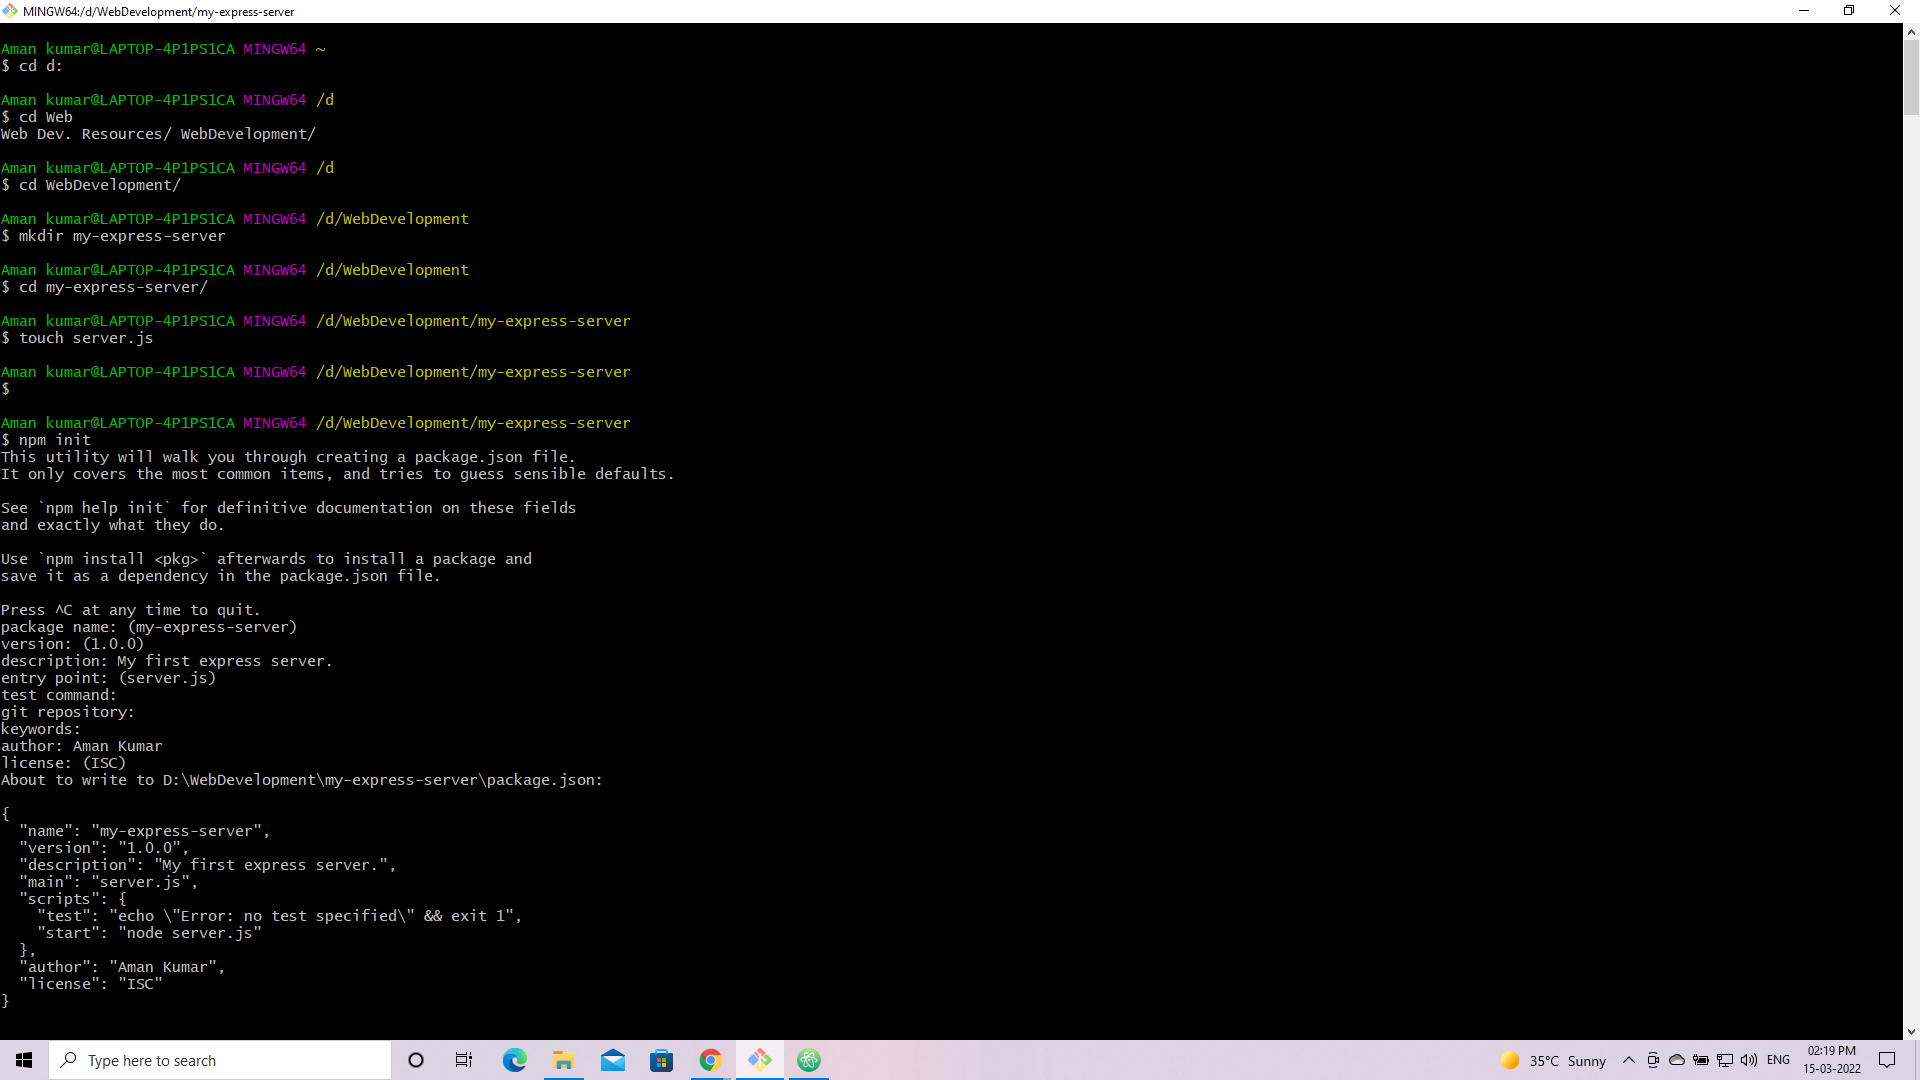 MINGW64:/d/WebDevelopment/my-express-server
Aman kumar@LAPTOP-4P1PS1CA MINGW64 ~
$ cd d:
Aman kumar@LAPTOP-4P1PS1CA MINGW64 /d
$ cd Web
Web Dev. Resources/ WebDevelopment/
Aman kumar@LAPTOP-4P1PS1CA MINGW64 /d
$ cd WebDevelopment/
Aman kumar@LAPTOP-4P1PS1CA MINGW64 /d/WebDevelopment
$ mkdir my-express-server
Aman kumar@LAPTOP-4P1PS1CA MINGW64 /d/WebDevelopment
$ cd my-express-server/
Aman kumar@LAPTOP-4P1PS1CA MINGW64 /d/WebDevelopment/my-express-server
$ touch server.js
Aman kumar@LAPTOP-4P1PS1CA MINGW64 /d/WebDevelopment/my-express-server
$
Aman kumar@LAPTOP-4P1PS1CA MINGW64 /d/WebDevelopment/my-express-server
$ npm init
This utility will walk you through creating a package.json file.
It only covers the most common items, and tries to guess sensible defaults.
See `npm help init` for definitive documentation on these fields
and exactly what they do.
Use `npm install <pkg>` afterwards to install a package and
save it as a dependency in the package.json file.
Press ^C at any time to quit.
package name: (my-express-server)
version: (1.0.0)
description: My first express server.
entry point: (server.js)
test command:
git repository:
keywords:
author: Aman Kumar
license: (ISC)
About to write to D:\WebDevelopment\my-express-server\package.json:
{
  "name": "my-express-server",
  "version": "1.0.0",
  "description": "My first express server.",
  "main": "server.js",
  "scripts": {
    "test": "echo \"Error: no test specified\" && exit 1",
    "start": "node server.js"
  },
  "author": "Aman Kumar",
  "license": "ISC"
}
Type here to search
35°C Sunny
ENG
02:19 PM
15-03-2022